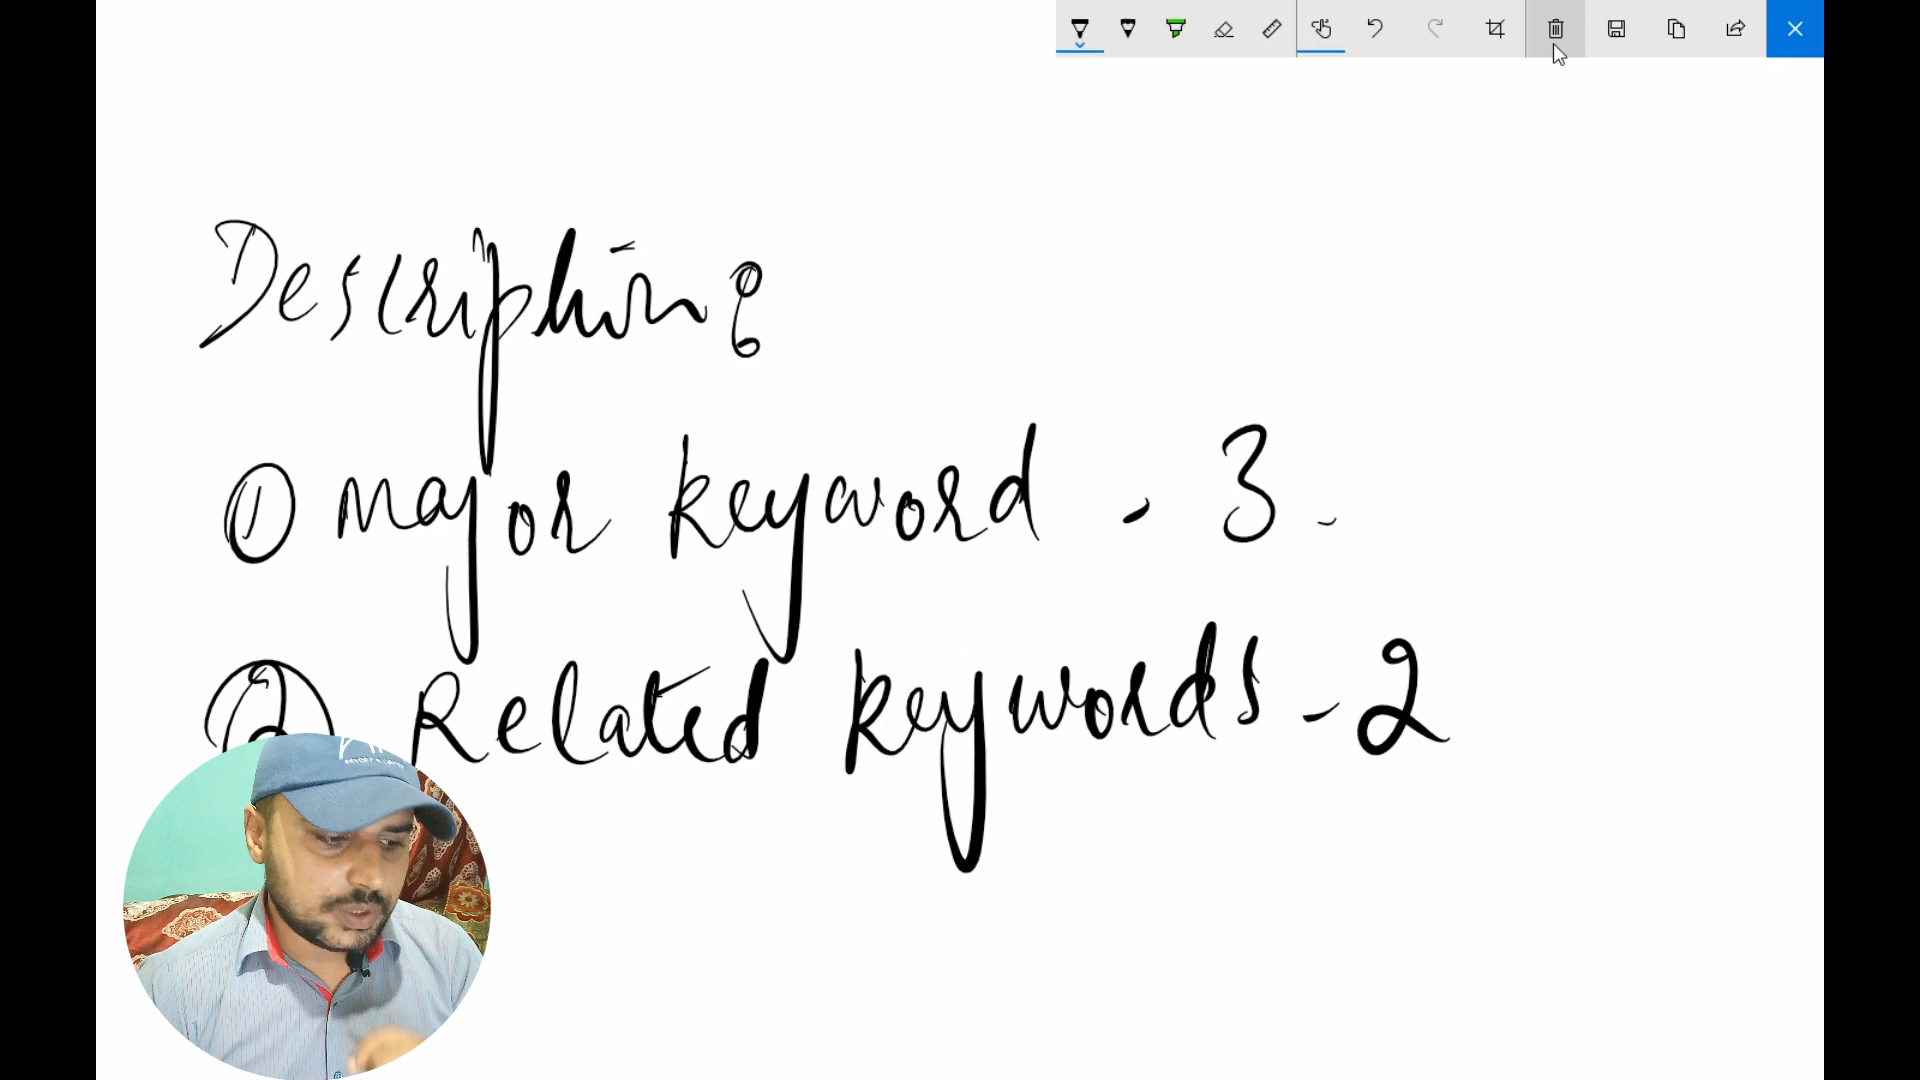 Description:
① Major keyword - 3.
② Related keywords - 2